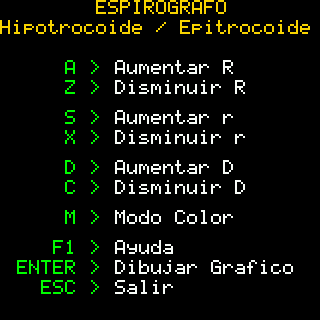 ESPIROGRAFO
Hipotrocoide / Epitrocoide
A > Aumentar R
Z > Disminuir R
S > Aumentar r
X > Disminuir r
D > Aumentar D
C > Disminuir D
M > Modo Color
F1 > Ayuda
ENTER > Dibujar Grafico
ESC > Salir